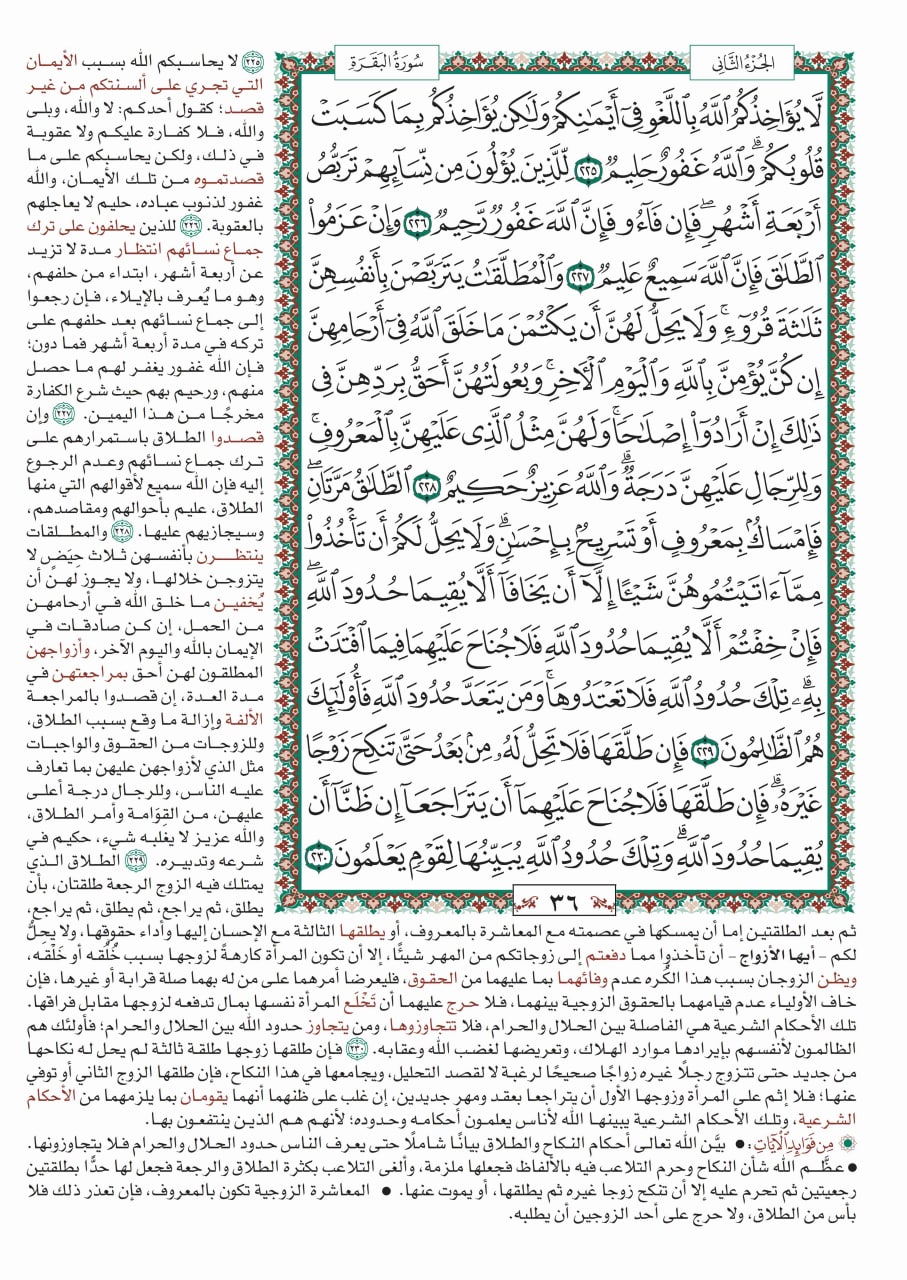 الجُزْءُ الثَّانِي
سُورَةُ البَقَرَةِ
لَّا يُؤَاخِذُكُمُ ٱللَّهُ بِٱللَّغۡوِ فِيٓ أَيۡمَٰنِكُمۡ وَلَٰكِن يُؤَاخِذُكُم بِمَا كَسَبَتۡ
قُلُوبُكُمۡۗ وَٱللَّهُ غَفُورٌ حَلِيمٞ ٢٢٥ لِّلَّذِينَ يُؤۡلُونَ مِن نِّسَآئِهِمۡ تَرَبُّصُ
أَرۡبَعَةِ أَشۡهُرٖۖ فَإِن فَآءُو فَإِنَّ ٱللَّهَ غَفُورٞ رَّحِيمٞ ٢٢٦ وَإِنۡ عَزَمُواْ
ٱلطَّلَٰقَ فَإِنَّ ٱللَّهَ سَمِيعٌ عَلِيمٞ ٢٢٧ وَٱلۡمُطَلَّقَٰتُ يَتَرَبَّصۡنَ بِأَنفُسِهِنَّ
ثَلَٰثَةَ قُرُوٓءٖۚ وَلَا يَحِلُّ لَهُنَّ أَن يَكۡتُمۡنَ مَا خَلَقَ ٱللَّهُ فِيٓ أَرۡحَامِهِنَّ
إِن كُنَّ يُؤۡمِنَّ بِٱللَّهِ وَٱلۡيَوۡمِ ٱلۡأٓخِرِۚ وَبُعُولَتُهُنَّ أَحَقُّ بِرَدِّهِنَّ فِي
ذَٰلِكَ إِنۡ أَرَادُوٓاْ إِصۡلَٰحٗاۚ وَلَهُنَّ مِثۡلُ ٱلَّذِي عَلَيۡهِنَّ بِٱلۡمَعۡرُوفِۚ
وَلِلرِّجَالِ عَلَيۡهِنَّ دَرَجَةٞۗ وَٱللَّهُ عَزِيزٌ حَكِيمٌ ٢٢٨ ٱلطَّلَٰقُ مَرَّتَانِۖ
فَإِمۡسَاكُۢ بِمَعۡرُوفٍ أَوۡ تَسۡرِيحُۢ بِإِحۡسَٰنٖۗ وَلَا يَحِلُّ لَكُمۡ أَن تَأۡخُذُواْ
مِمَّآ ءَاتَيۡتُمُوهُنَّ شَيۡـًٔا إِلَّآ أَن يَخَافَآ أَلَّا يُقِيمَا حُدُودَ ٱللَّهِۖ
فَإِنۡ خِفۡتُمۡ أَلَّا يُقِيمَا حُدُودَ ٱللَّهِ فَلَا جُنَاحَ عَلَيۡهِمَا فِيمَا ٱفۡتَدَتۡ
بِهِۦۗ تِلۡكَ حُدُودُ ٱللَّهِ فَلَا تَعۡتَدُوهَاۚ وَمَن يَتَعَدَّ حُدُودَ ٱللَّهِ فَأُوْلَٰٓئِكَ
هُمُ ٱلظَّٰلِمُونَ ٢٢٩ فَإِن طَلَّقَهَا فَلَا تَحِلُّ لَهُۥ مِنۢ بَعۡدُ حَتَّىٰ تَنكِحَ زَوۡجًا
غَيۡرَهُۥۗ فَإِن طَلَّقَهَا فَلَا جُنَاحَ عَلَيۡهِمَآ أَن يَتَرَاجَعَآ إِن ظَنَّآ أَن
يُقِيمَا حُدُودَ ٱللَّهِۗ وَتِلۡكَ حُدُودُ ٱللَّهِ يُبَيِّنُهَا لِقَوۡمٖ يَعۡلَمُونَ ٢٣٠
٣٦
٢٢٥ لا يحاسبكم الله بسبب الأيمان
التي تجري على ألسنتكم من غير
قصد؛ كقول أحدكم: لا والله، وبلى
والله، فلا كفارة عليكم ولا عقوبة
في ذلك، ولكن يحاسبكم على ما
قصدتموه من تلك الأيمان، والله
غفور لذنوب عباده، حليم لا يعاجلهم
بالعقوبة. ٢٢٦ للذين يحلفون على ترك
جماع نسائهم انتظار مدة لا تزيد
عن أربعة أشهر، ابتداء من حلفهم،
وهو ما يُعرف بالإيلاء، فإن رجعوا
إلى جماع نسائهم بعد حلفهم على
تركه في مدة أربعة أشهر فما دون؛
فإن الله غفور يغفر لهم ما حصل
منهم، ورحيم بهم حيث شرع الكفارة
مخرجًا من هذا اليمين. ٢٢٧ وإن
قصدوا الطلاق باستمرارهم على
ترك جماع نسائهم وعدم الرجوع
إليه فإن الله سميع لأقوالهم التي منها
الطلاق، عليم بأحوالهم ومقاصدهم،
وسيجازيهم عليها. ٢٢٨ والمطلقات
ينتظرن بأنفسهن ثلاث حِيَض لا
يتزوجن خلالها، ولا يجوز لهن أن
يُخفين ما خلق الله في أرحامهن
من الحمل، إن كن صادقات في
الإيمان بالله واليوم الآخر، وأزواجهن
المطلقون لهن أحق بمراجعتهن في
مدة العدة، إن قصدوا بالمراجعة
الألفة وإزالة ما وقع بسبب الطلاق،
وللزوجات من الحقوق والواجبات
مثل الذي لأزواجهن عليهن بما تعارف
عليه الناس، وللرجال درجة أعلى
عليهن، من القِوَامة وأمر الطلاق،
والله عزيز لا يغلبه شيء، حكيم في
شرعه وتدبيره. ٢٢٩ الطلاق الذي
يمتلك فيه الزوج الرجعة طلقتان، بأن
يطلق، ثم يراجع، ثم يطلق، ثم يراجع،
ثم بعد الطلقتين إما أن يمسكها في عصمته مع المعاشرة بالمعروف، أو يطلقها الثالثة مع الإحسان إليها وأداء حقوقها، ولا يحِلُّ
لكم - أيها الأزواج - أن تأخذوا مما دفعتم إلى زوجاتكم من المهر شيئًا، إلا أن تكون المرأة كارهةً لزوجها بسبب خُلُقه أو خَلْقه،
ويظن الزوجان بسبب هذا الكُره عدم وفائهما بما عليهما من الحقوق، فليعرضا أمرهما على من له بهما صلة قرابة أو غيرها، فإن
خاف الأولياء عدم قيامهما بالحقوق الزوجية بينهما، فلا حرج عليهما أن تَخْلَع المرأة نفسها بمال تدفعه لزوجها مقابل فراقها.
تلك الأحكام الشرعية هي الفاصلة بين الحلال والحرام، فلا تتجاوزوها، ومن يتجاوز حدود الله بين الحلال والحرام؛ فأولئك هم
الظالمون لأنفسهم بإيرادها موارد الهلاك، وتعريضها لغضب الله وعقابه. ٢٣٠ فإن طلقها زوجها طلقة ثالثة لم يحل له نكاحها
من جديد حتى تتزوج رجلًا غيره زواجًا صحيحًا لرغبة لا لقصد التحليل، ويجامعها في هذا النكاح، فإن طلقها الزوج الثاني أو توفي
عنها؛ فلا إثم على المرأة وزوجها الأول أن يتراجعا بعقد ومهر جديدين، إن غلب على ظنهما أنهما يقومان بما يلزمهما من الأحكام
الشرعية، وتلك الأحكام الشرعية يبينها الله لأناس يعلمون أحكامه وحدوده؛ لأنهم هم الذين ينتفعون بها.
مِن فَوَائِدِ الآيَاتِ: • بيَّن الله تعالى أحكام النكاح والطلاق بيانًا شاملًا حتى يعرف الناس حدود الحلال والحرام فلا يتجاوزونها.
• عظَّم الله شأن النكاح وحرم التلاعب فيه بالألفاظ فجعلها ملزمة، وألغى التلاعب بكثرة الطلاق والرجعة فجعل لها حدًّا بطلقتين
رجعيتين ثم تحرم عليه إلا أن تنكح زوجا غيره ثم يطلقها، أو يموت عنها. • المعاشرة الزوجية تكون بالمعروف، فإن تعذر ذلك فلا
بأس من الطلاق، ولا حرج على أحد الزوجين أن يطلبه.